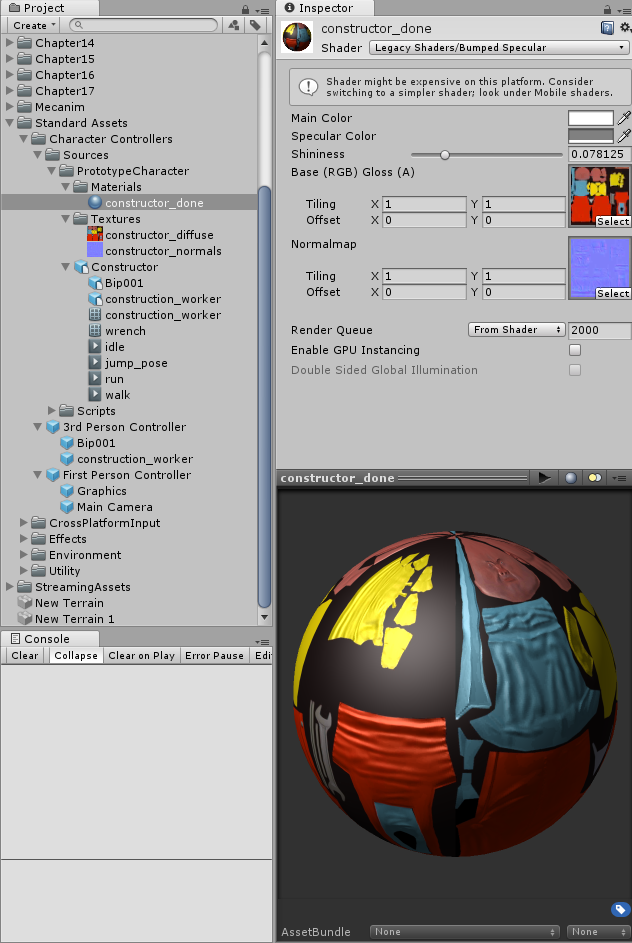 Project
Create
Chapter14
Chapter15
Chapter16
Chapter17
Mecanim
Standard Assets
Character Controllers
Sources
PrototypeCharacter
Materials
constructor_done
Textures
constructor_diffuse
constructor_normals
Constructor
Bip001
construction_worker
construction_worker
wrench
idle
jump_pose
run
walk
Scripts
3rd Person Controller
Bip001
construction_worker
First Person Controller
Graphics
Main Camera
CrossPlatformInput
Effects
Environment
Utility
StreamingAssets
New Terrain
New Terrain 1
Console
Clear Collapse Clear on Play Error Pause Edi
Inspector
constructor_done
Shader Legacy Shaders/Bumped Specular
Shader might be expensive on this platform. Consider
switching to a simpler shader; look under Mobile shaders.
Main Color
Specular Color
Shininess 0.078125
Base (RGB) Gloss (A)
Tiling X 1 Y 1
Offset X 0 Y 0
Select
Normalmap
Tiling X 1 Y 1
Offset X 0 Y 0
Select
Render Queue From Shader 2000
Enable GPU Instancing
Double Sided Global Illumination
constructor_done
AssetBundle None None